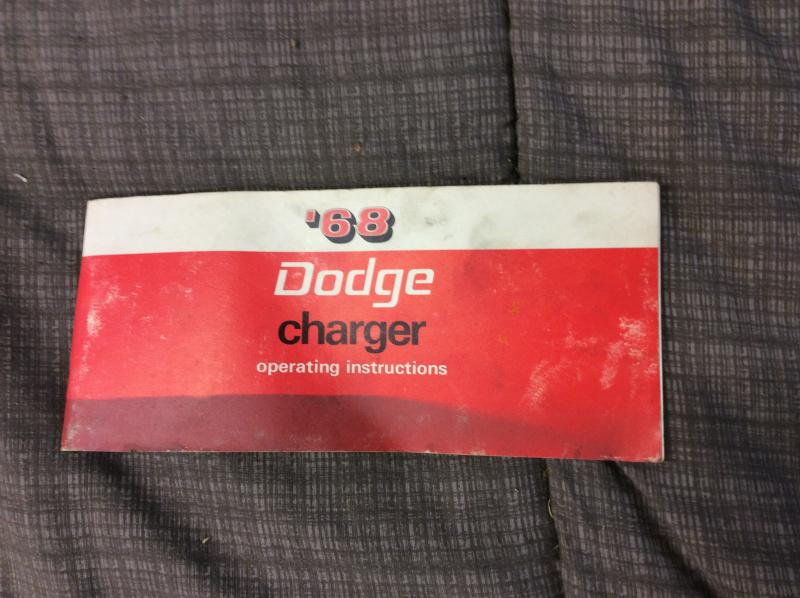 '68
Dodge
charger
operating instructions